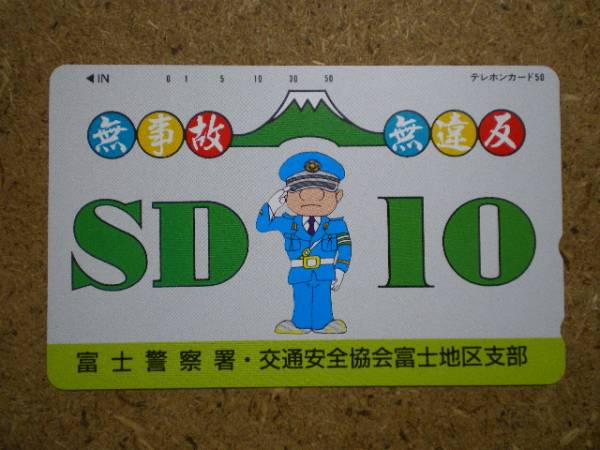 ◀IN 0 1 5 10 30 50 テレホンカード50
無事故 無違反
SD 10
富士警察署・交通安全協会富士地区支部